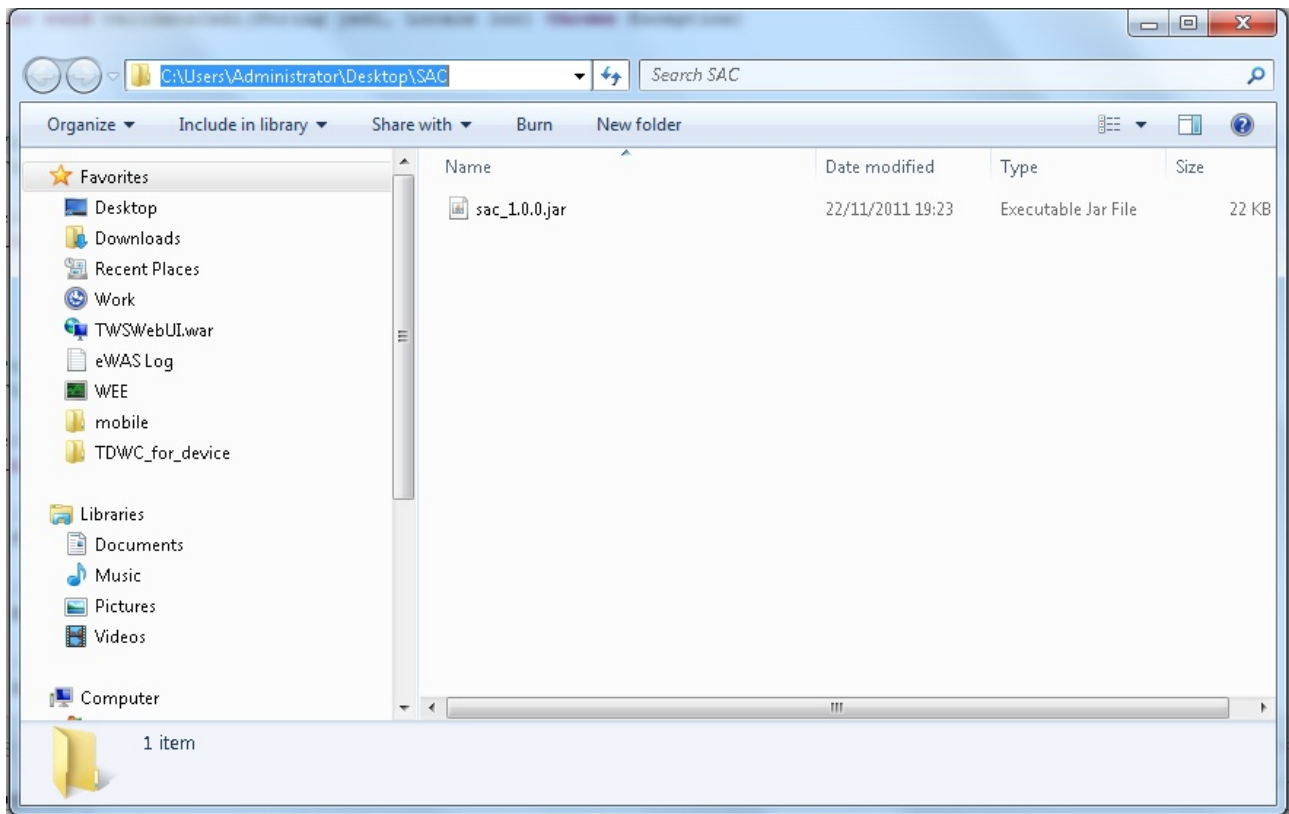 C:\Users\Administrator\Desktop\SAC
Search SAC
Organize Include in library Share with Burn New folder
Favorites
Desktop
Downloads
Recent Places
Work
TWSWebUI.war
eWAS Log
WEE
mobile
TDWC_for_device
Libraries
Documents
Music
Pictures
Videos
Computer
Name Date modified Type Size
sac_1.0.0.jar 22/11/2011 19:23 Executable Jar File 22 KB
1 item